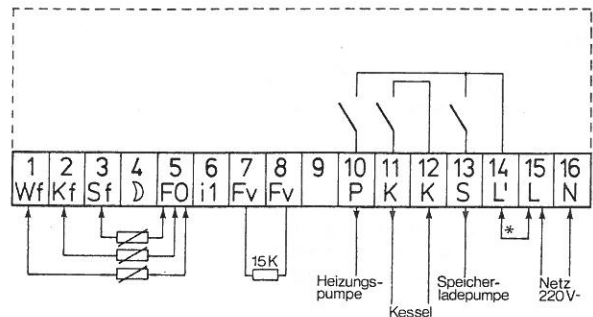 1 2 3 4 5 6 7 8 9 10 11 12 13 14 15 16
Wf Kf Sf FO i1 Fv Fv P K K S L' L N
*
15K
Heizungs-
pumpe
Kessel
Speicher-
ladepumpe
Netz
220V~